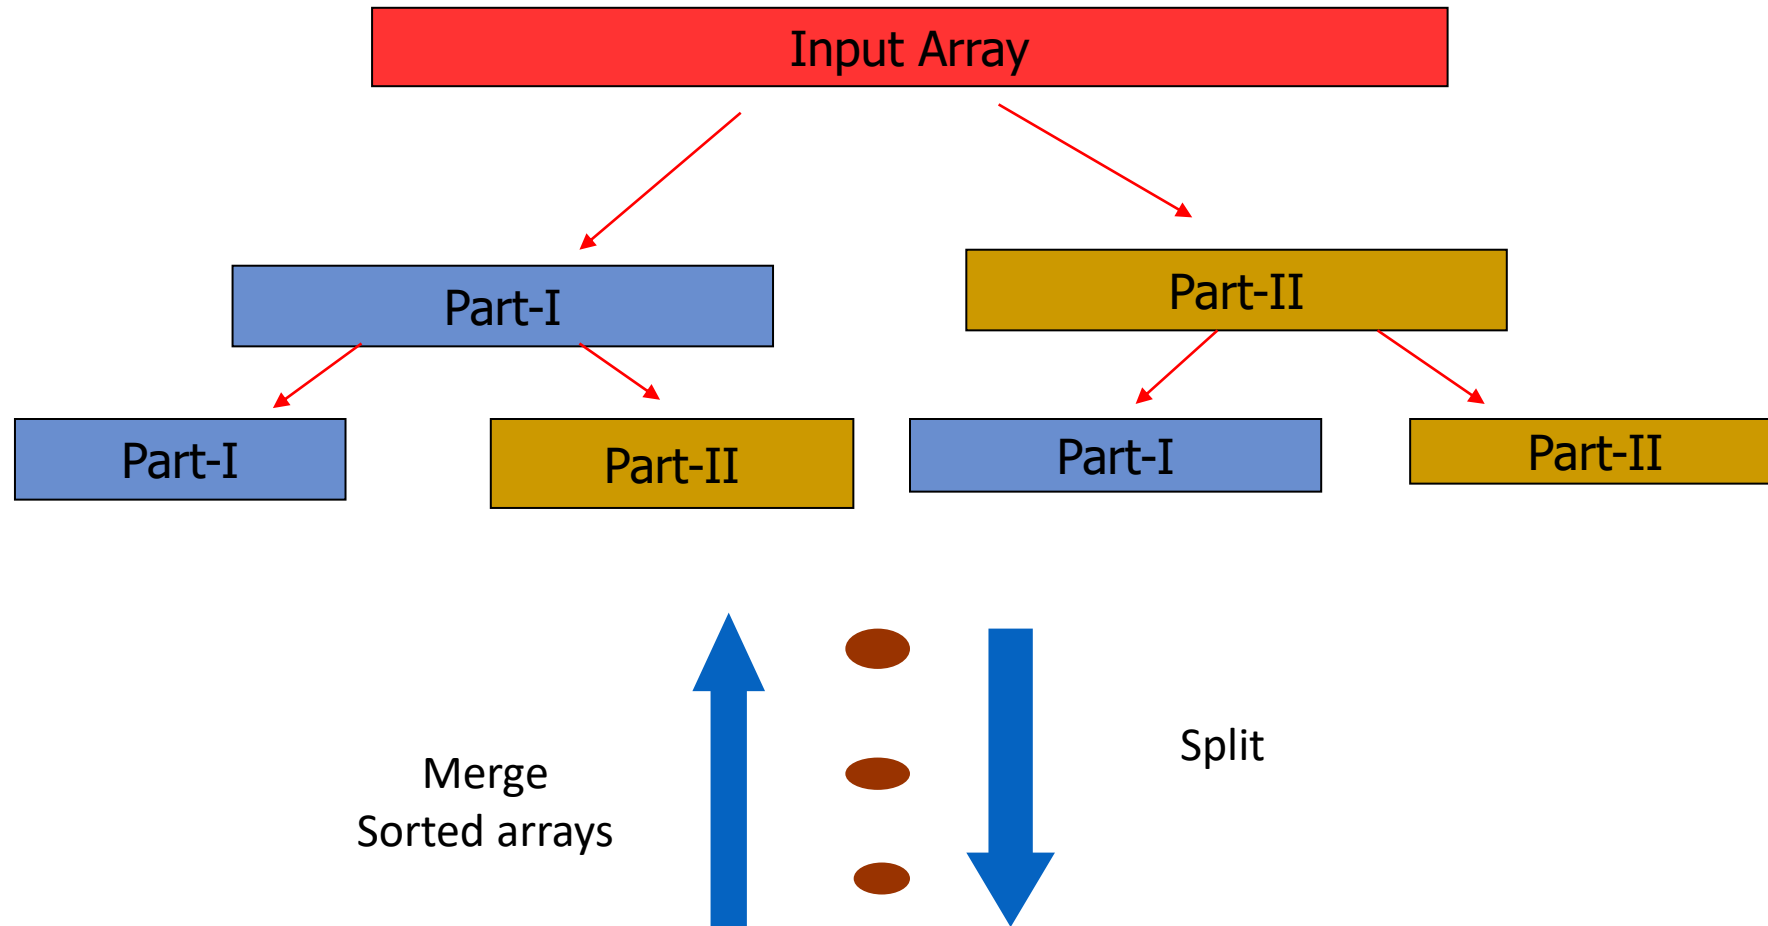 Input Array
Part-I
Part-II
Part-I
Part-II
Part-I
Part-II
Merge
Sorted arrays
Split